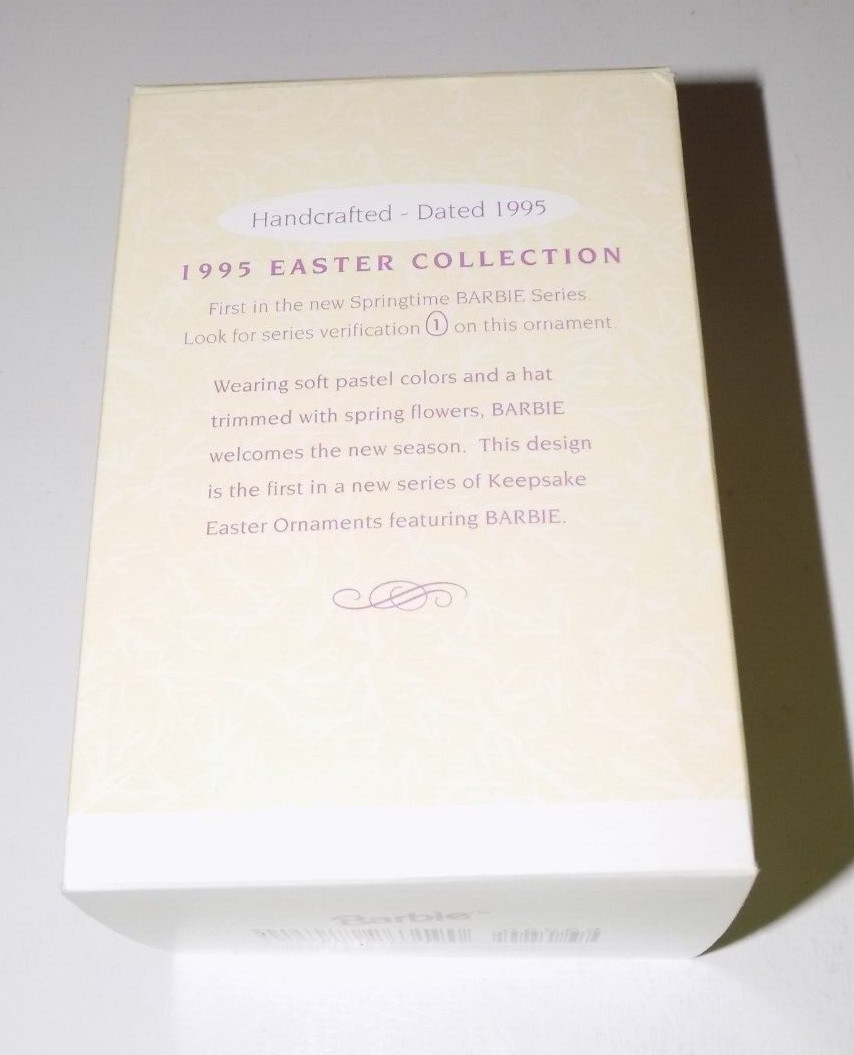 Handcrafted - Dated 1995
1995 EASTER COLLECTION
First in the new Springtime BARBIE Series.
Look for series verification 1 on this ornament.
Wearing soft pastel colors and a hat
trimmed with spring flowers, BARBIE
welcomes the new season. This design
is the first in a new series of Keepsake
Easter Ornaments featuring BARBIE.
Barbie™